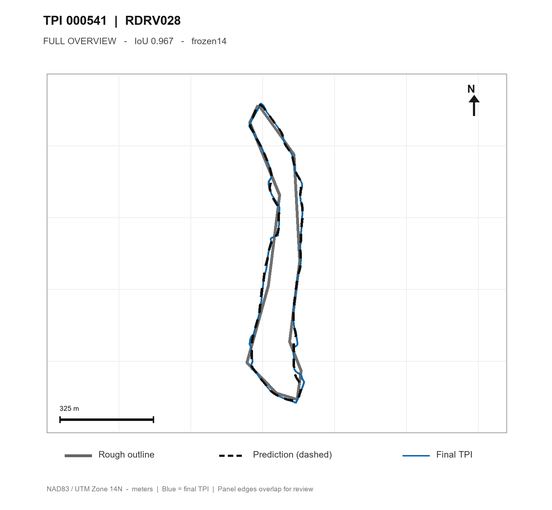 TPI 000541 | RDRV028
FULL OVERVIEW - IoU 0.967 - frozen14
N
325 m
Rough outline
Prediction (dashed)
Final TPI
NAD83 / UTM Zone 14N - meters | Blue = final TPI | Panel edges overlap for review